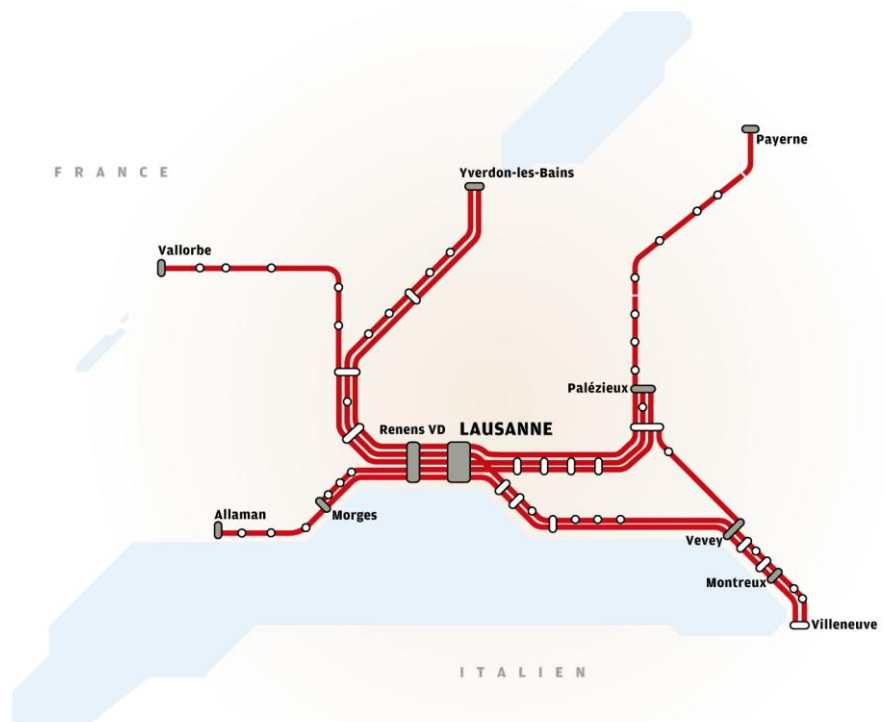 Payerne
FRANCE
Yverdon-les-Bains
Vallorbe
Palézieux
Renens VD
LAUSANNE
Allaman
Morges
Vevey
Montreux
Villeneuve
ITALIEN